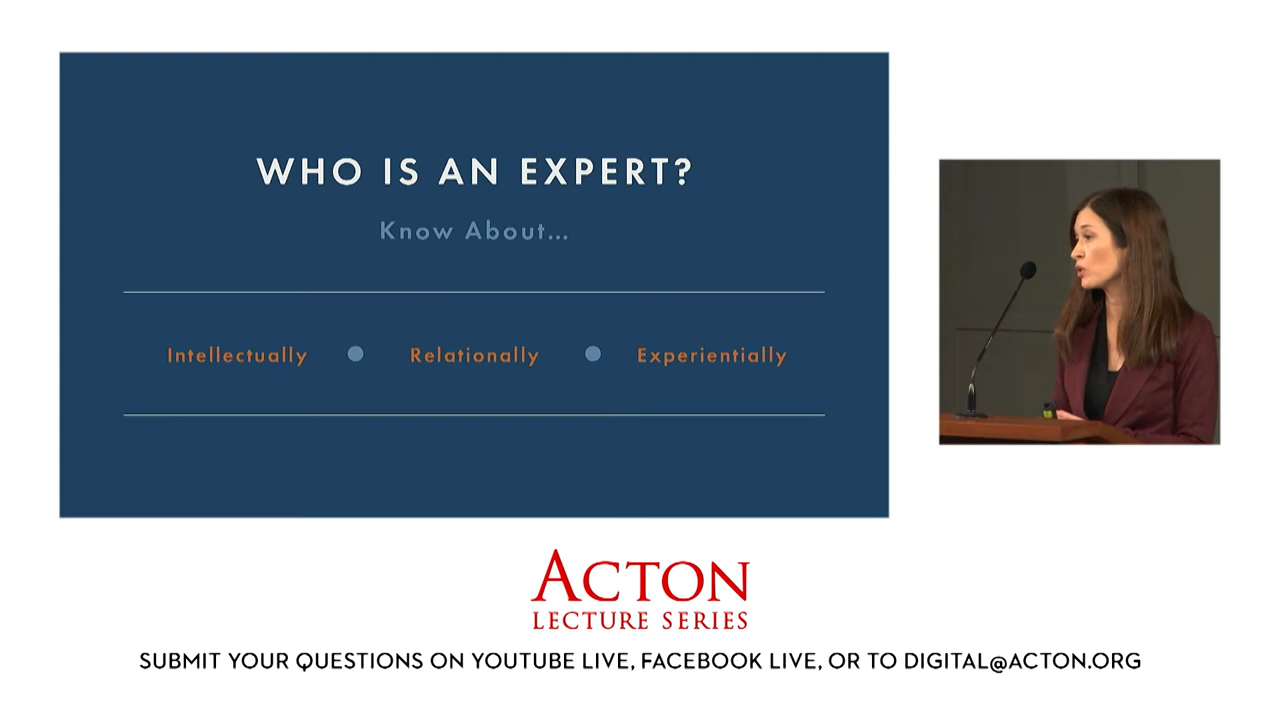 WHO IS AN EXPERT?
Know About...
Intellectually
Relationally
Experientially
ACTON
LECTURE SERIES
SUBMIT YOUR QUESTIONS ON YOUTUBE LIVE, FACEBOOK LIVE, OR TO DIGITAL@ACTON.ORG